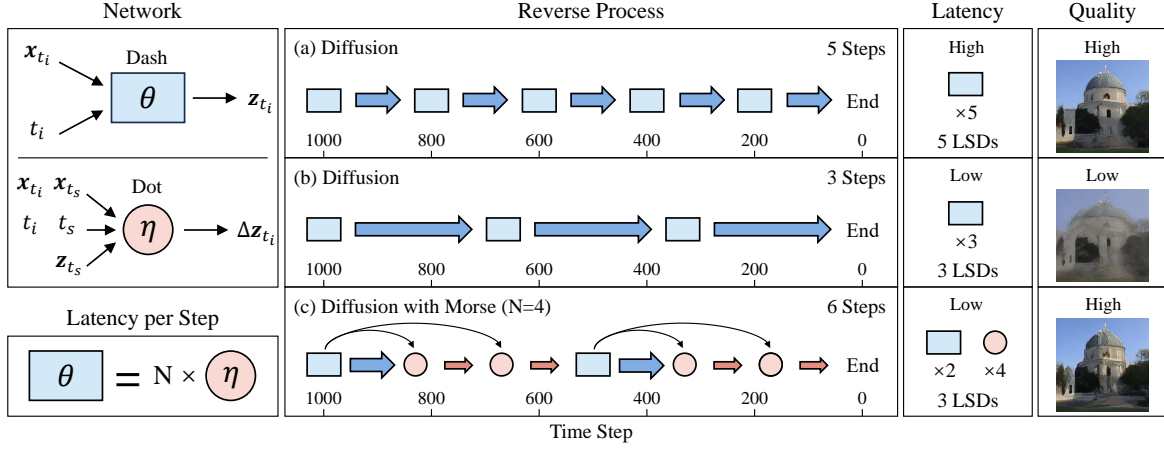 Network
Reverse Process
Latency
Quality
x_{t_i}
Dash
θ
z_{t_i}
t_i
x_{t_i} x_{t_s}
Dot
t_i t_s
η
Δz_{t_i}
z_{t_s}
Latency per Step
θ = N × η
(a) Diffusion
5 Steps
End
1000 800 600 400 200 0
High
×5
5 LSDs
High
(b) Diffusion
3 Steps
End
1000 800 600 400 200 0
Low
×3
3 LSDs
Low
(c) Diffusion with Morse (N=4)
6 Steps
End
1000 800 600 400 200 0
Low
×2 ×4
3 LSDs
High
Time Step